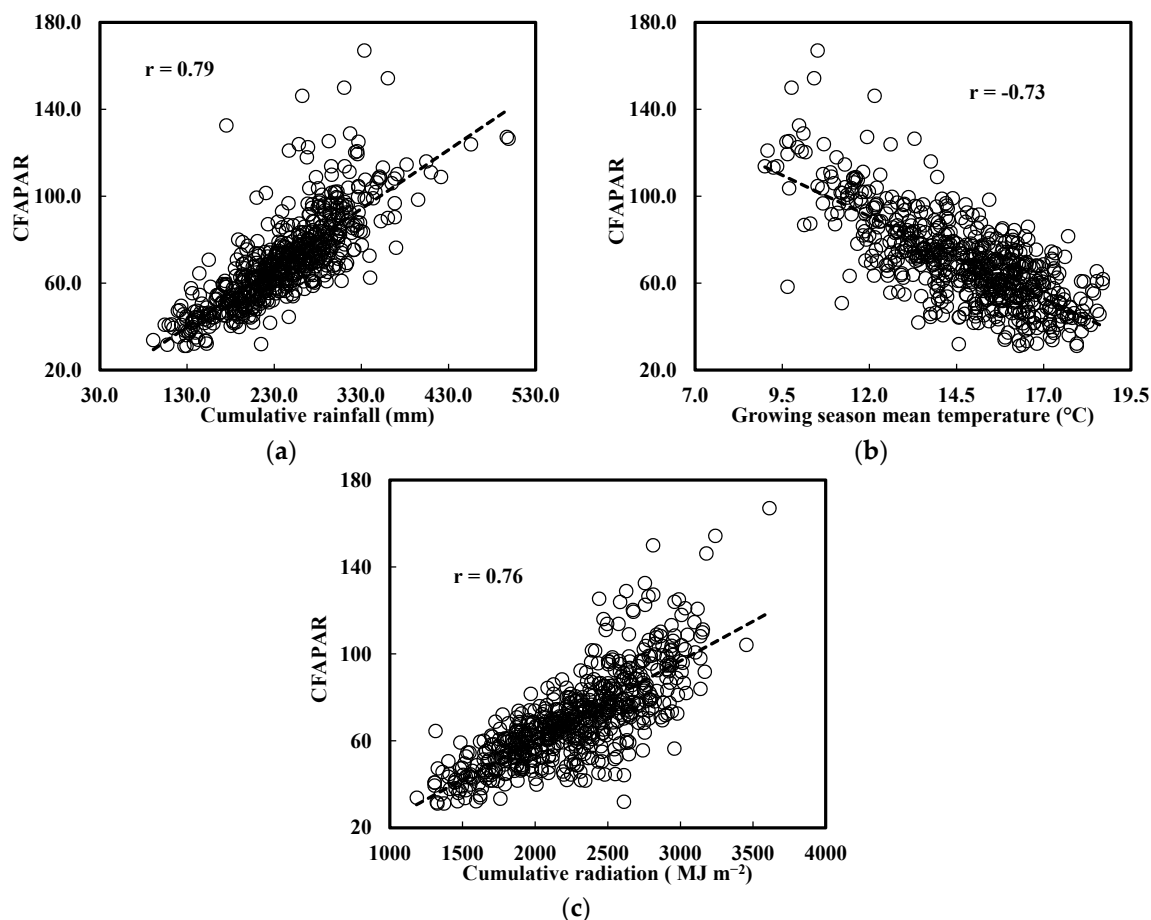 180.0
140.0
100.0
60.0
20.0
CFAPAR
r = 0.79
30.0 130.0 230.0 330.0 430.0 530.0
Cumulative rainfall (mm)
(a)
180.0
140.0
100.0
60.0
20.0
CFAPAR
r = -0.73
7.0 9.5 12.0 14.5 17.0 19.5
Growing season mean temperature (°C)
(b)
180
140
100
60
20
CFAPAR
r = 0.76
1000 1500 2000 2500 3000 3500 4000
Cumulative radiation ( MJ m⁻²)
(c)